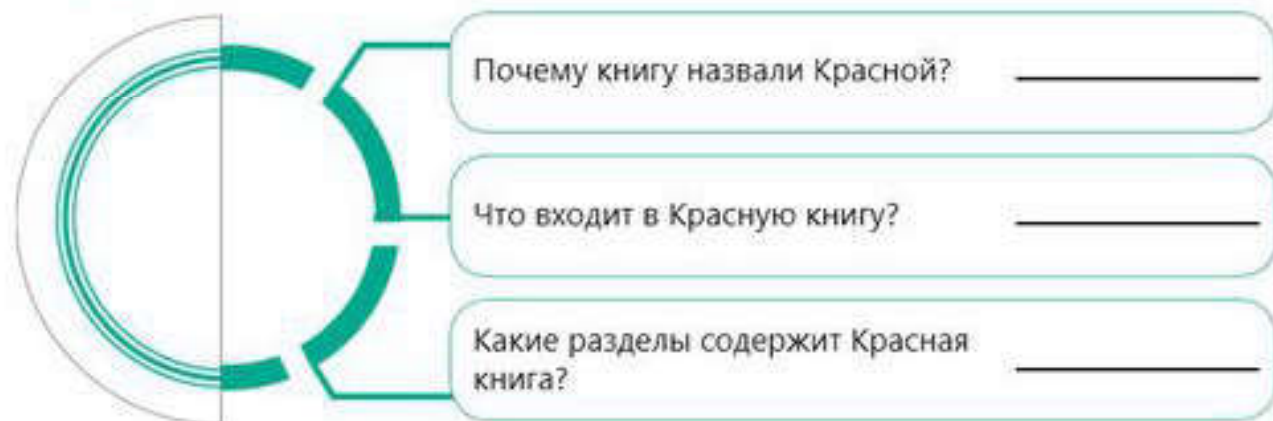 Почему книгу назвали Красной?
Что входит в Красную книгу?
Какие разделы содержит Красная
книга?